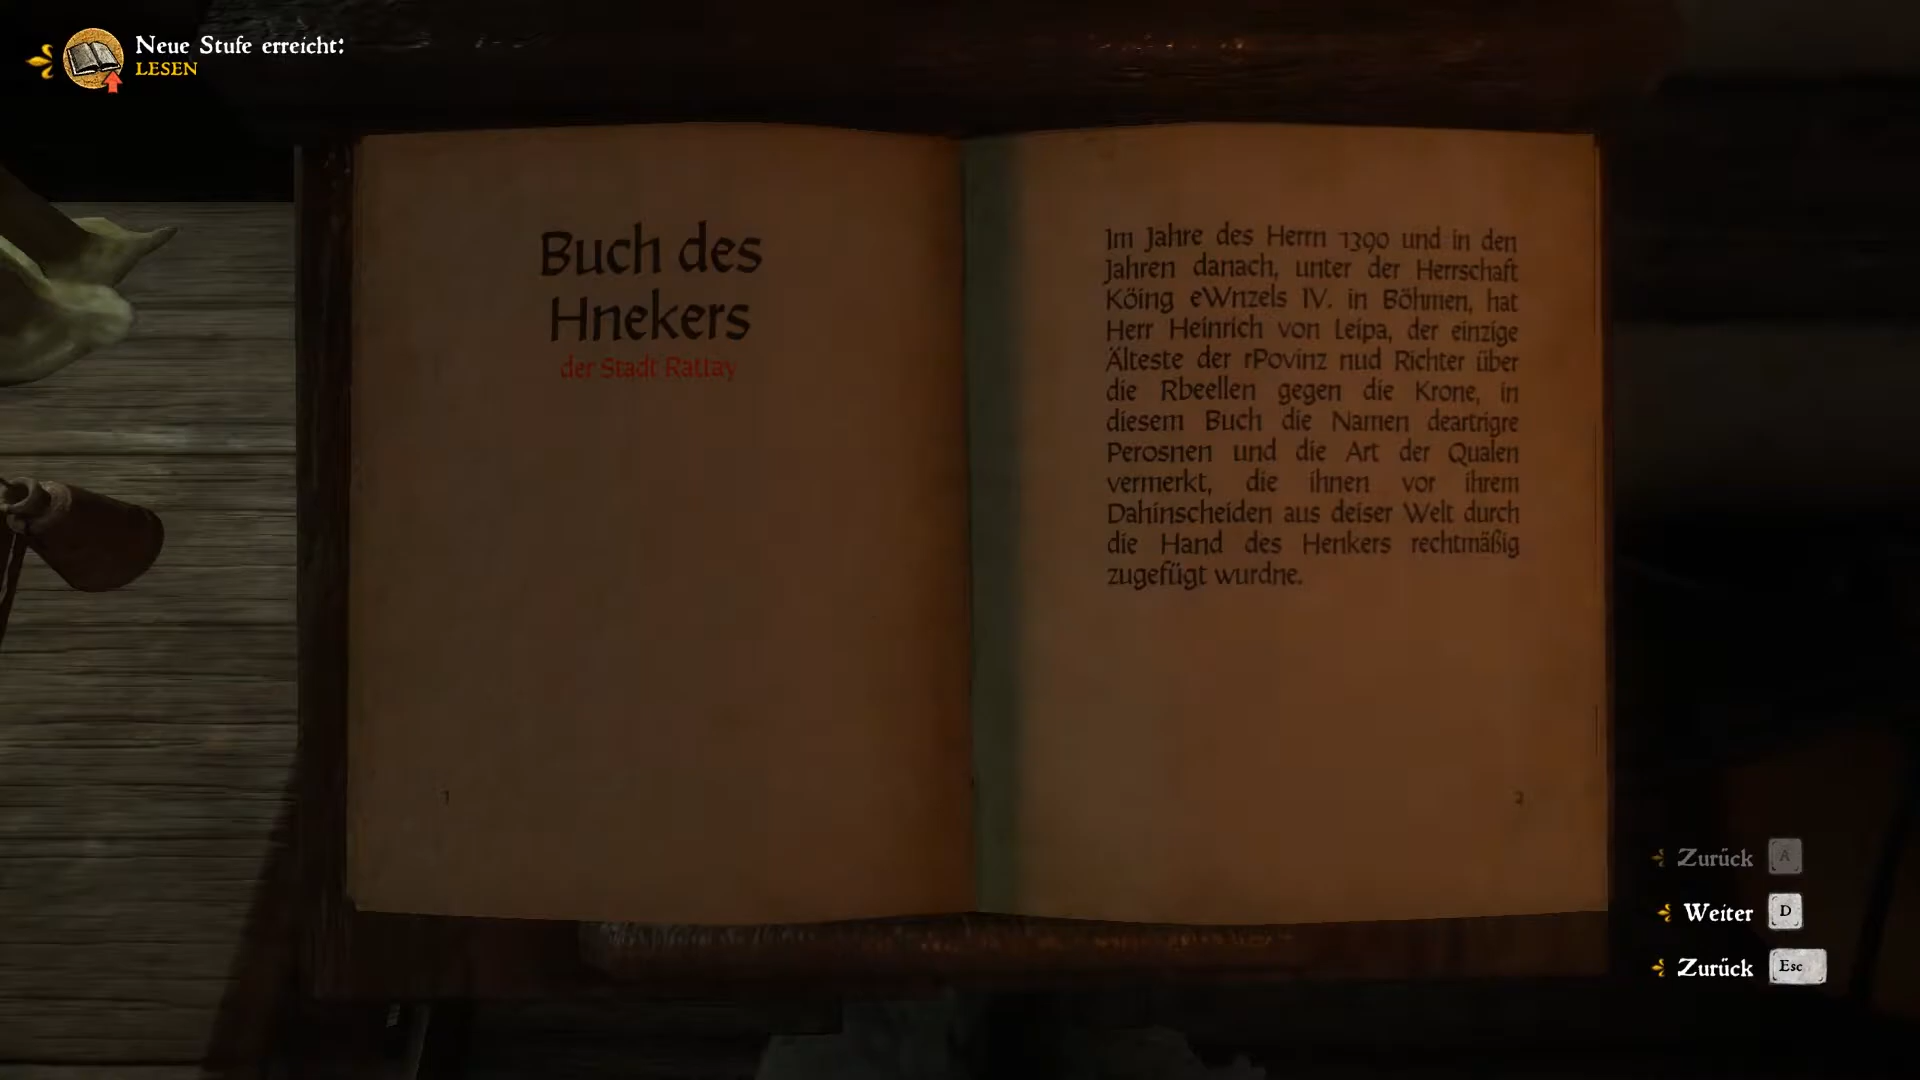 Neue Stufe erreicht:
LESEN
Buch des
Hnekers
der Stadt Rattay
1
Im Jahre des Herrn 1390 und in den
Jahren danach, unter der Herrschaft
Köing eWnzels IV. in Böhmen, hat
Herr Heinrich von Leipa, der einzige
Älteste der rPovinz nud Richter über
die Rbeellen gegen die Krone, in
diesem Buch die Namen deartrigre
Perosnen und die Art der Qualen
vermerkt, die ihnen vor ihrem
Dahinscheiden aus deiser Welt durch
die Hand des Henkers rechtmäßig
zugefügt wurdne.
2
Zurück A
Weiter D
Zurück Esc